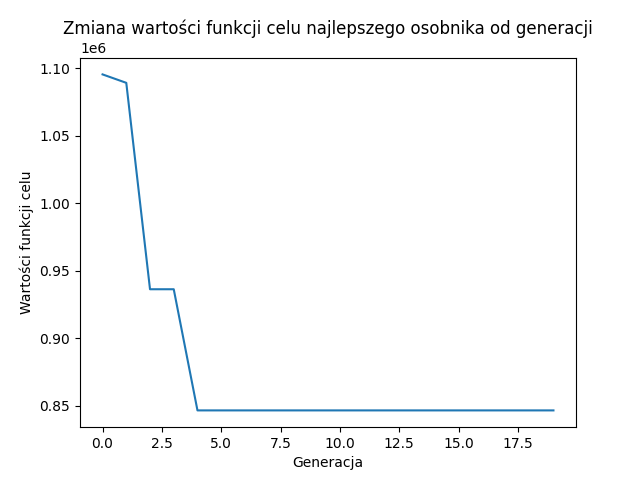 Zmiana wartości funkcji celu najlepszego osobnika od generacji
1e6
1.10
1.05
1.00
0.95
0.90
0.85
Wartości funkcji celu
0.0 2.5 5.0 7.5 10.0 12.5 15.0 17.5
Generacja